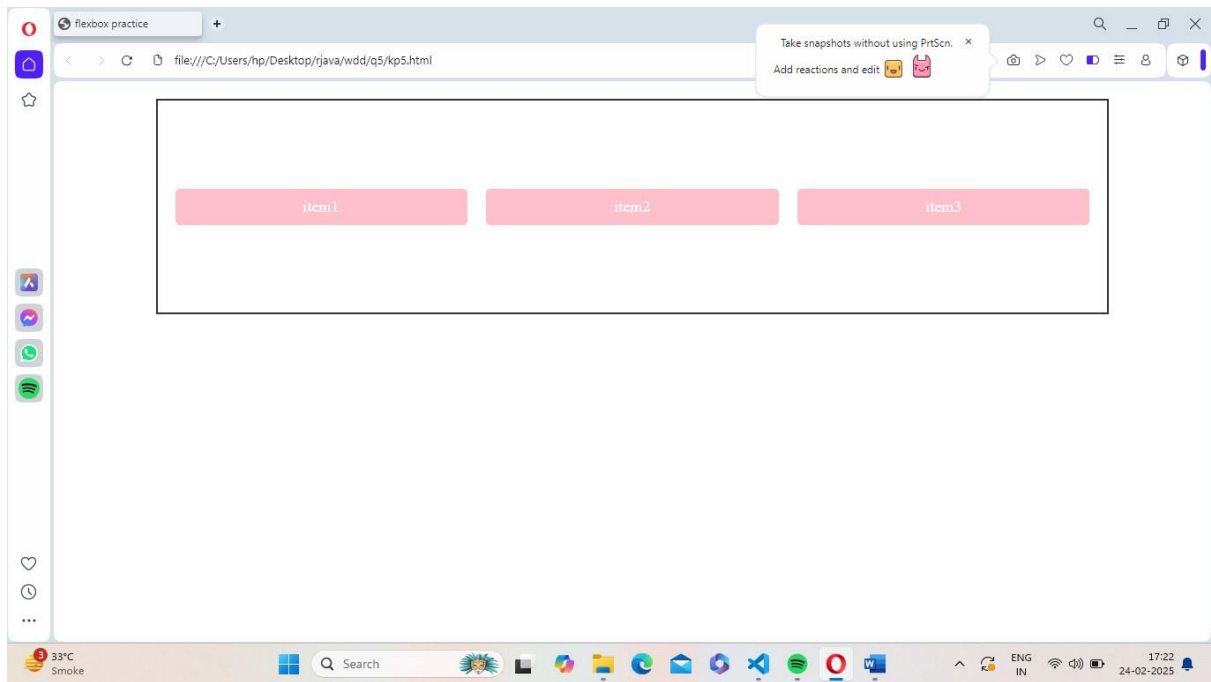 flexbox practice
Take snapshots without using PrtScn.
Add reactions and edit
file:///C:/Users/hp/Desktop/rjava/wdd/q5/kp5.html
item1 item2 item3
3
33°C
Smoke
Search
ENG
IN
17:22
24-02-2025